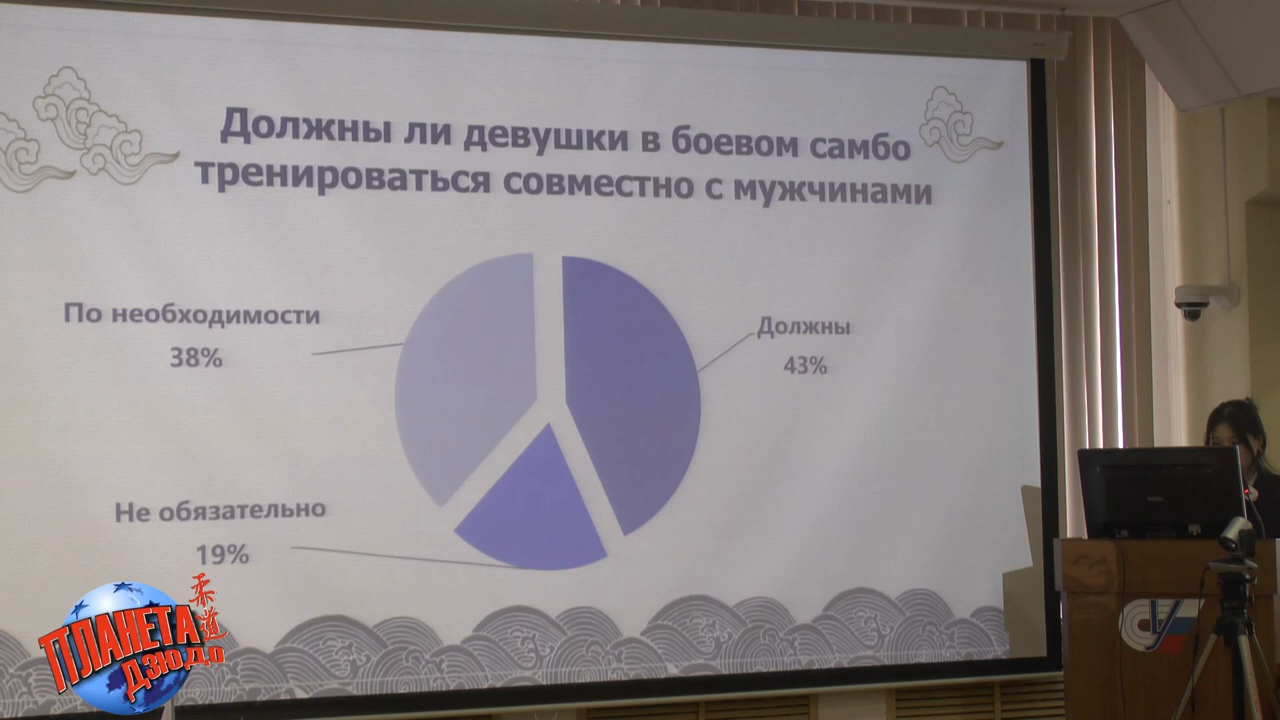 Должны ли девушки в боевом самбо
тренироваться совместно с мужчинами
По необходимости
38%
Должны
43%
Не обязательно
19%
ПЛАНЕТА
ДЗЮДО
柔道